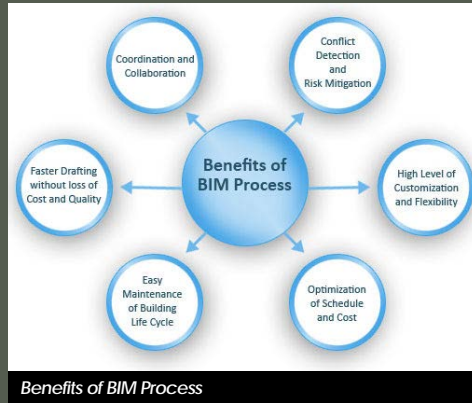 Coordination and
Collaboration
Conflict
Detection
and
Risk Mitigation
Faster Drafting
without loss of
Cost and Quality
Benefits of
BIM Process
High Level of
Customization
and Flexibility
Easy
Maintenance
of Building
Life Cycle
Optimization
of Schedule
and Cost
Benefits of BIM Process